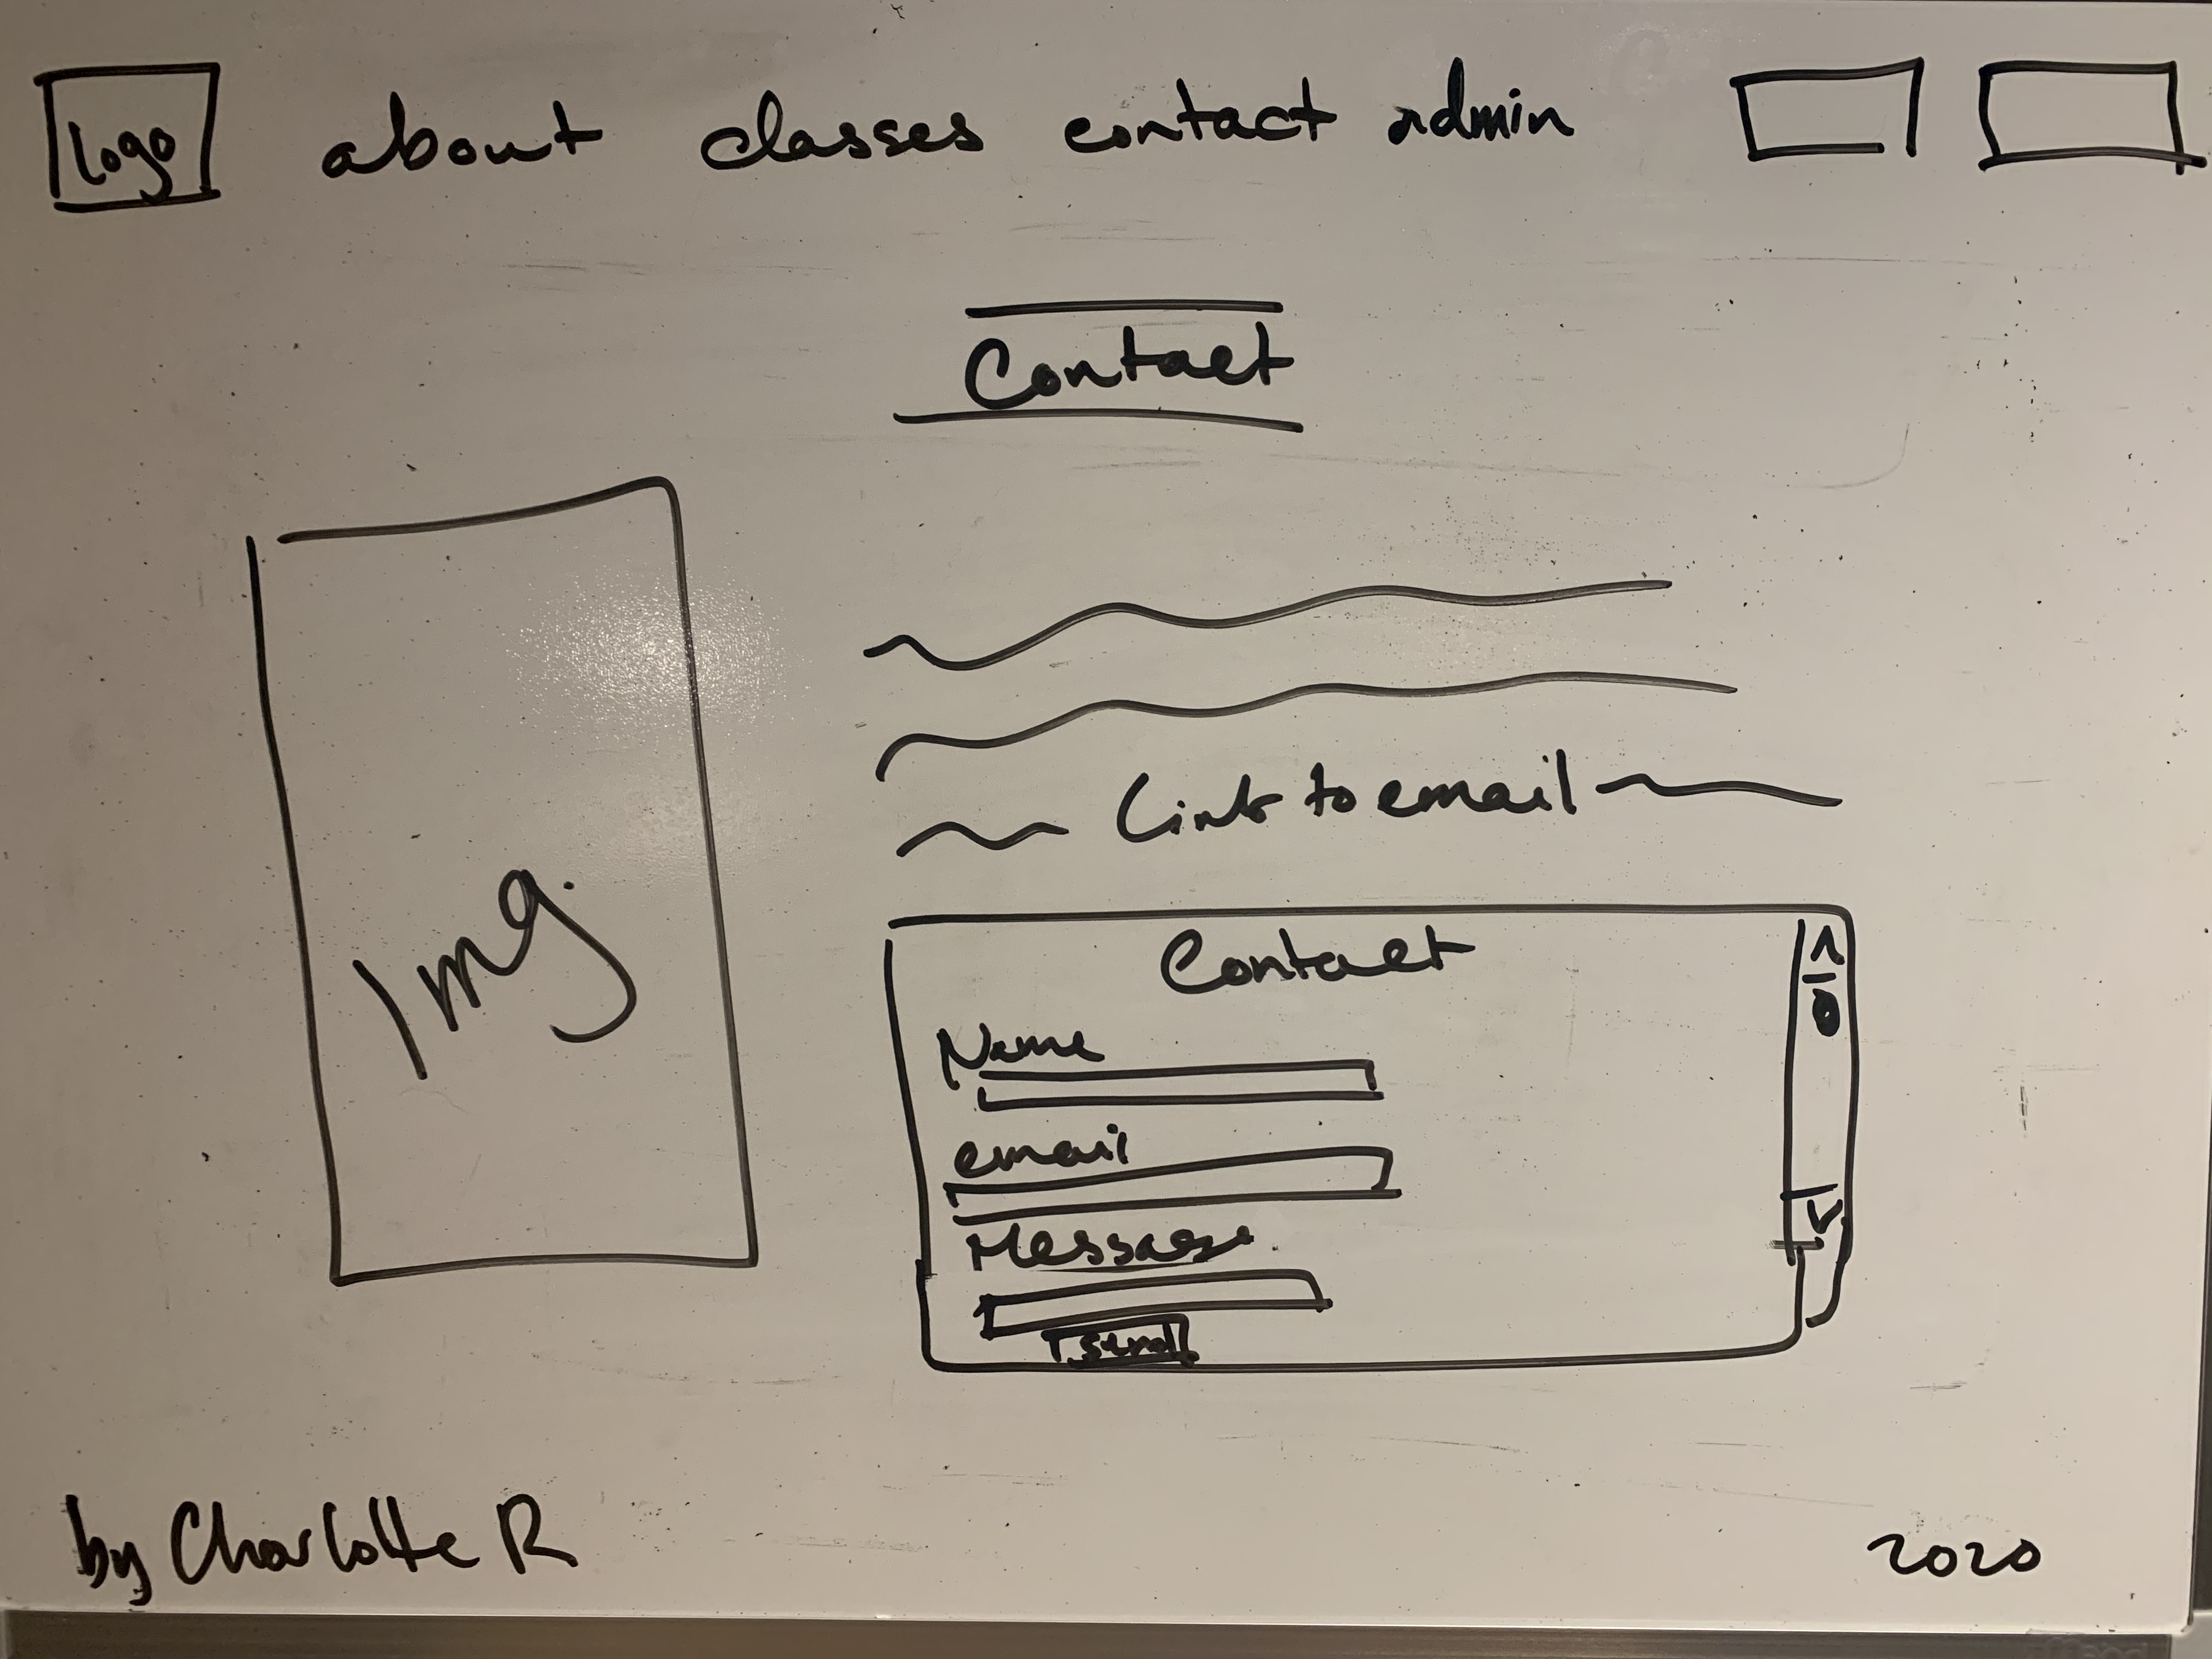 logo about classes contact admin
Contact
Img.
Link to email
Contact
Name
email
Message
send
by Charlotte R
2020